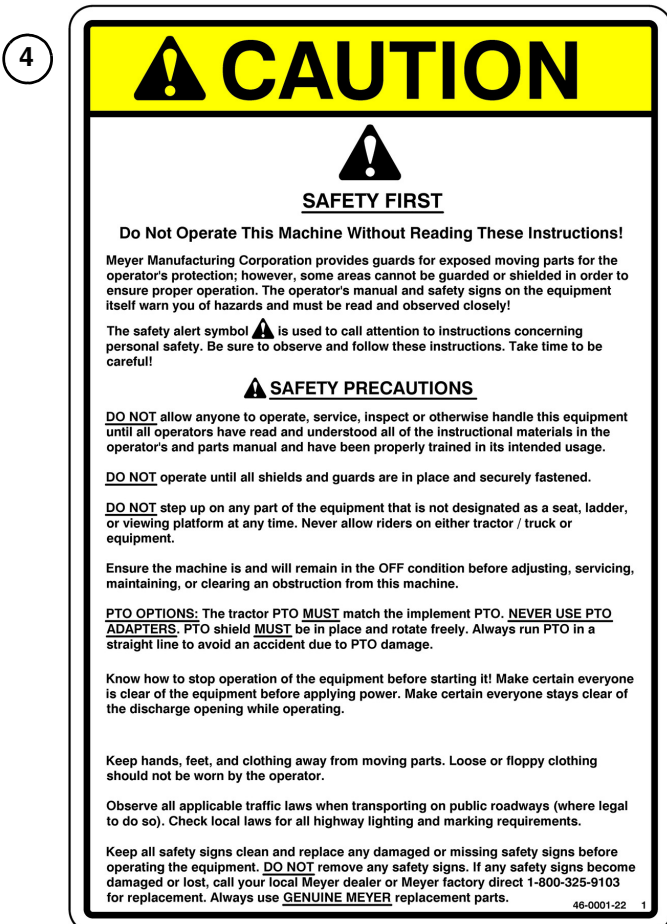 4
CAUTION
SAFETY FIRST
Do Not Operate This Machine Without Reading These Instructions!
Meyer Manufacturing Corporation provides guards for exposed moving parts for the
operator's protection; however, some areas cannot be guarded or shielded in order to
ensure proper operation. The operator's manual and safety signs on the equipment
itself warn you of hazards and must be read and observed closely!
The safety alert symbol is used to call attention to instructions concerning
personal safety. Be sure to observe and follow these instructions. Take time to be
careful!
SAFETY PRECAUTIONS
DO NOT allow anyone to operate, service, inspect or otherwise handle this equipment
until all operators have read and understood all of the instructional materials in the
operator's and parts manual and have been properly trained in its intended usage.
DO NOT operate until all shields and guards are in place and securely fastened.
DO NOT step up on any part of the equipment that is not designated as a seat, ladder,
or viewing platform at any time. Never allow riders on either tractor / truck or
equipment.
Ensure the machine is and will remain in the OFF condition before adjusting, servicing,
maintaining, or clearing an obstruction from this machine.
PTO OPTIONS: The tractor PTO MUST match the implement PTO. NEVER USE PTO
ADAPTERS. PTO shield MUST be in place and rotate freely. Always run PTO in a
straight line to avoid an accident due to PTO damage.
Know how to stop operation of the equipment before starting it! Make certain everyone
is clear of the equipment before applying power. Make certain everyone stays clear of
the discharge opening while operating.
Keep hands, feet, and clothing away from moving parts. Loose or floppy clothing
should not be worn by the operator.
Observe all applicable traffic laws when transporting on public roadways (where legal
to do so). Check local laws for all highway lighting and marking requirements.
Keep all safety signs clean and replace any damaged or missing safety signs before
operating the equipment. DO NOT remove any safety signs. If any safety signs become
damaged or lost, call your local Meyer dealer or Meyer factory direct 1-800-325-9103
for replacement. Always use GENUINE MEYER replacement parts.
46-0001-22 1